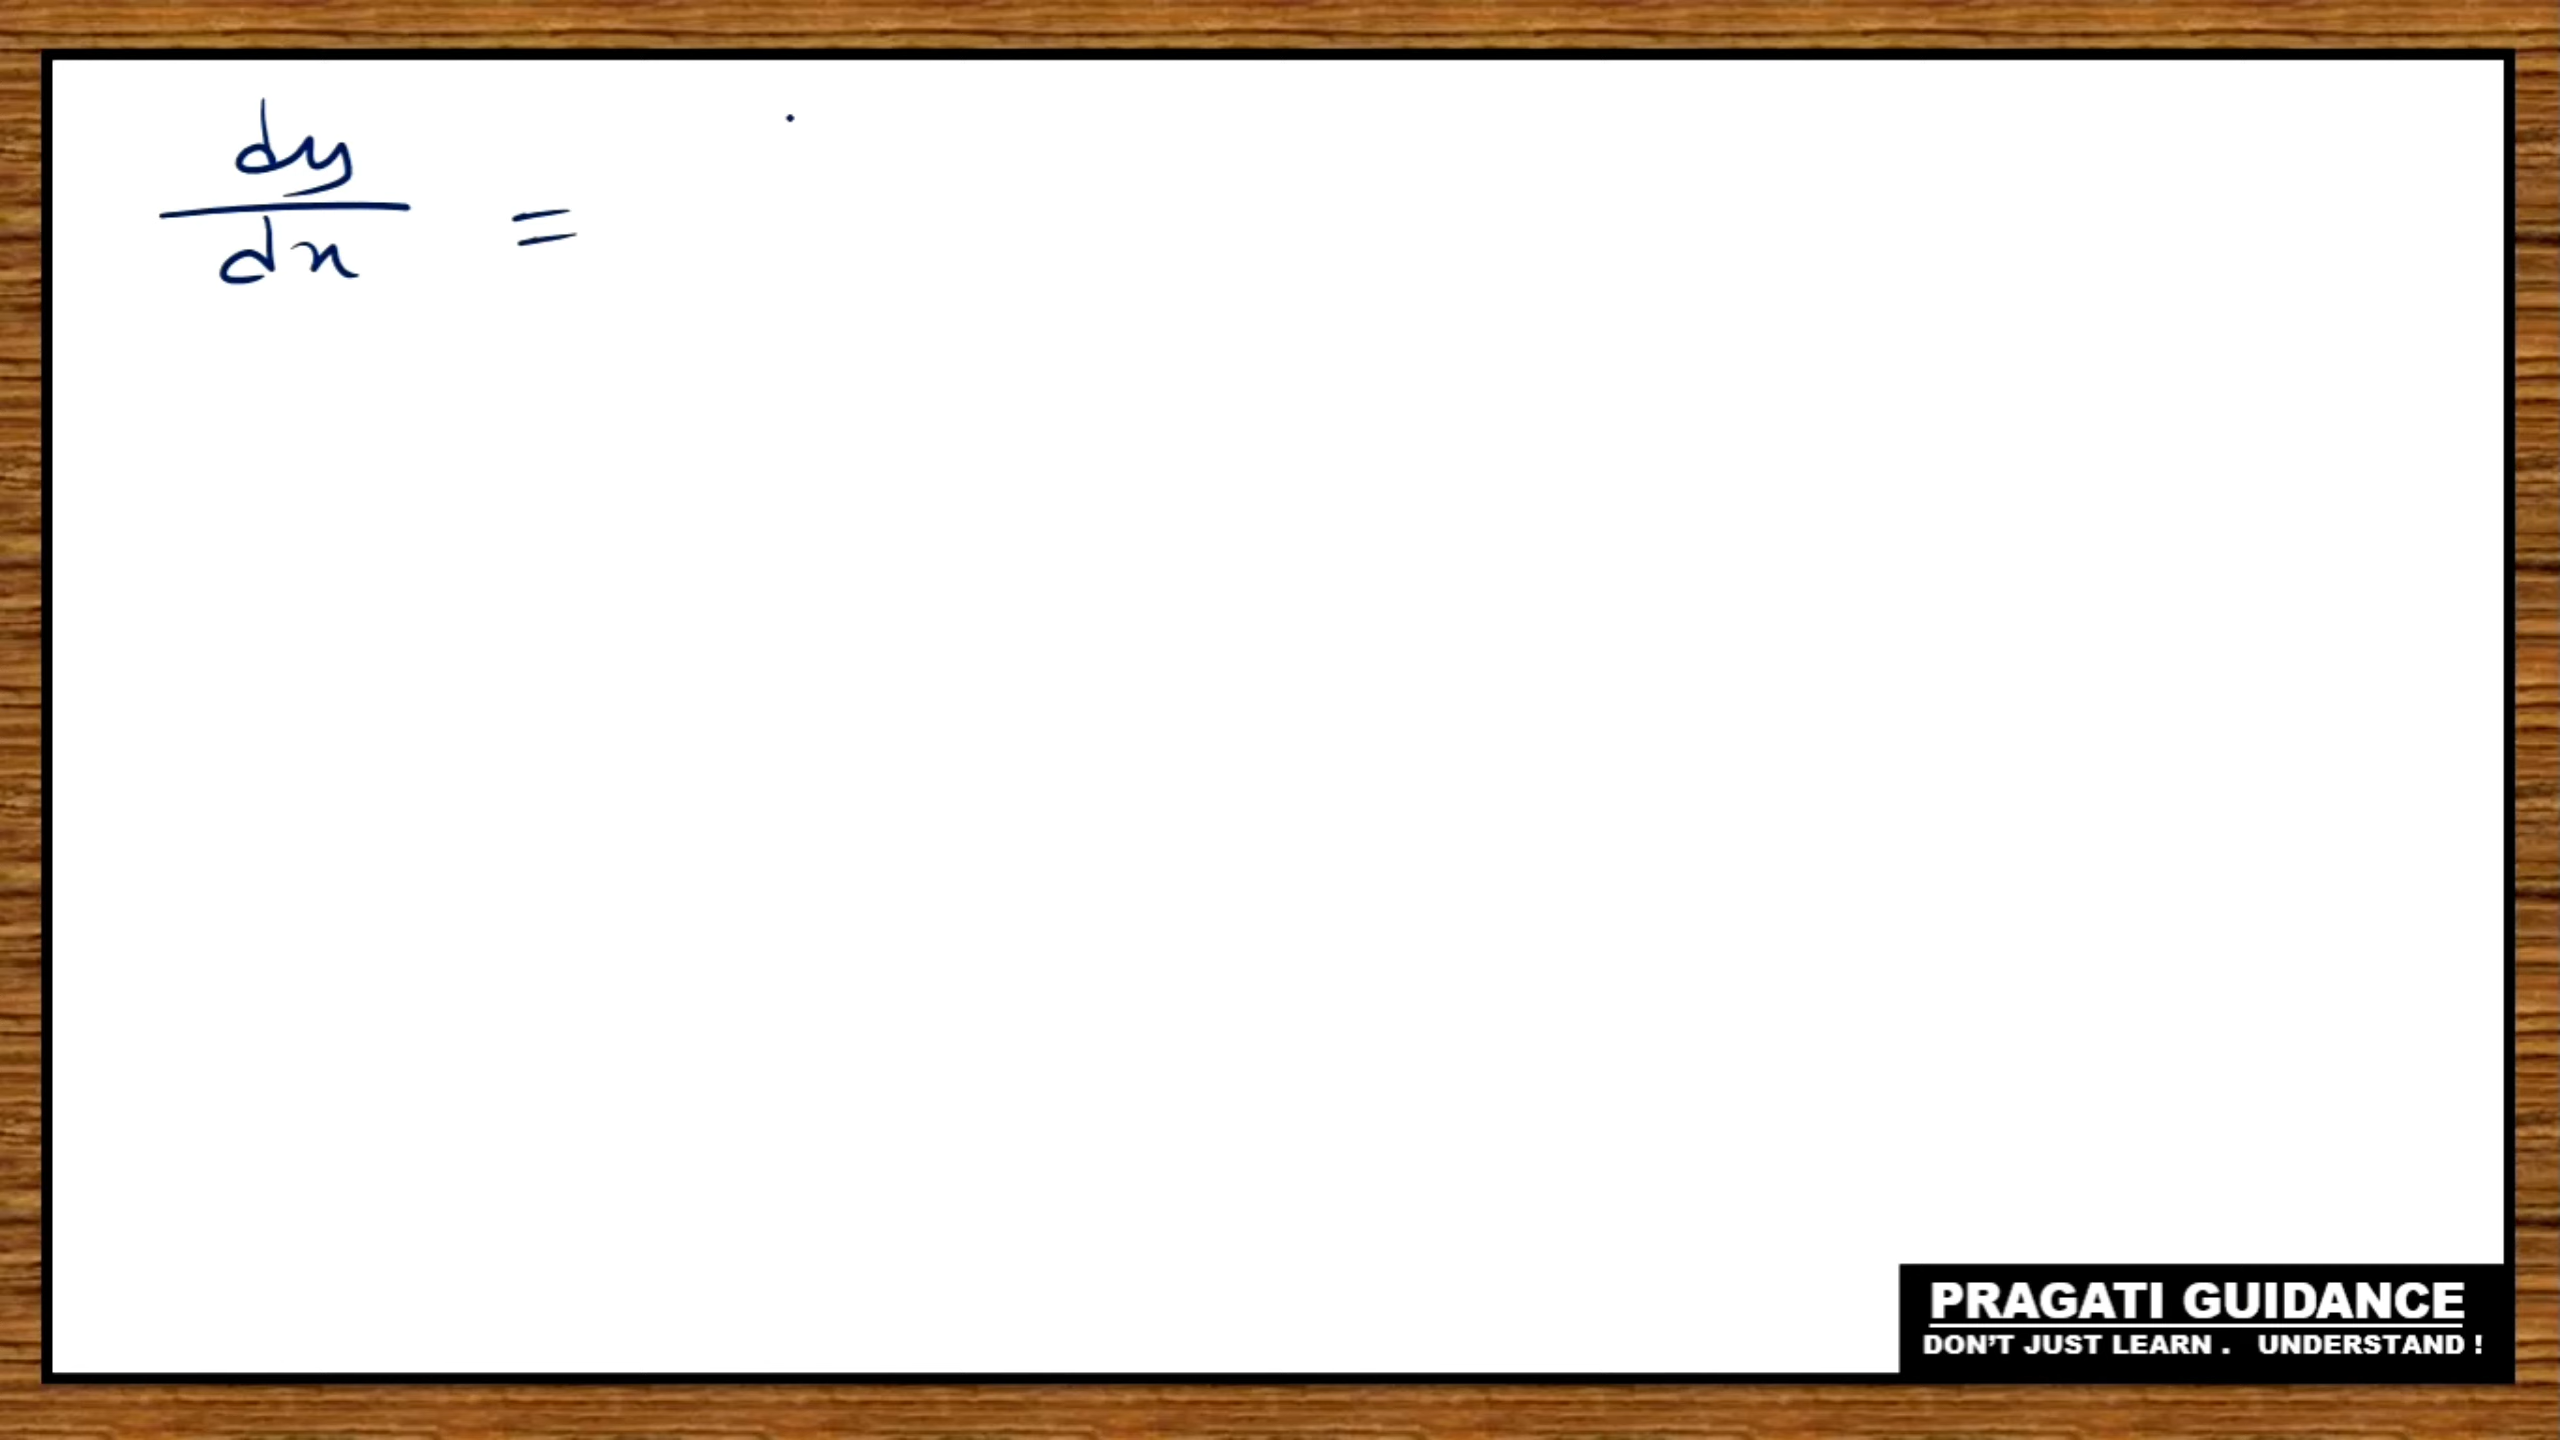 dy/dx =
PRAGATI GUIDANCE
DON'T JUST LEARN . UNDERSTAND !